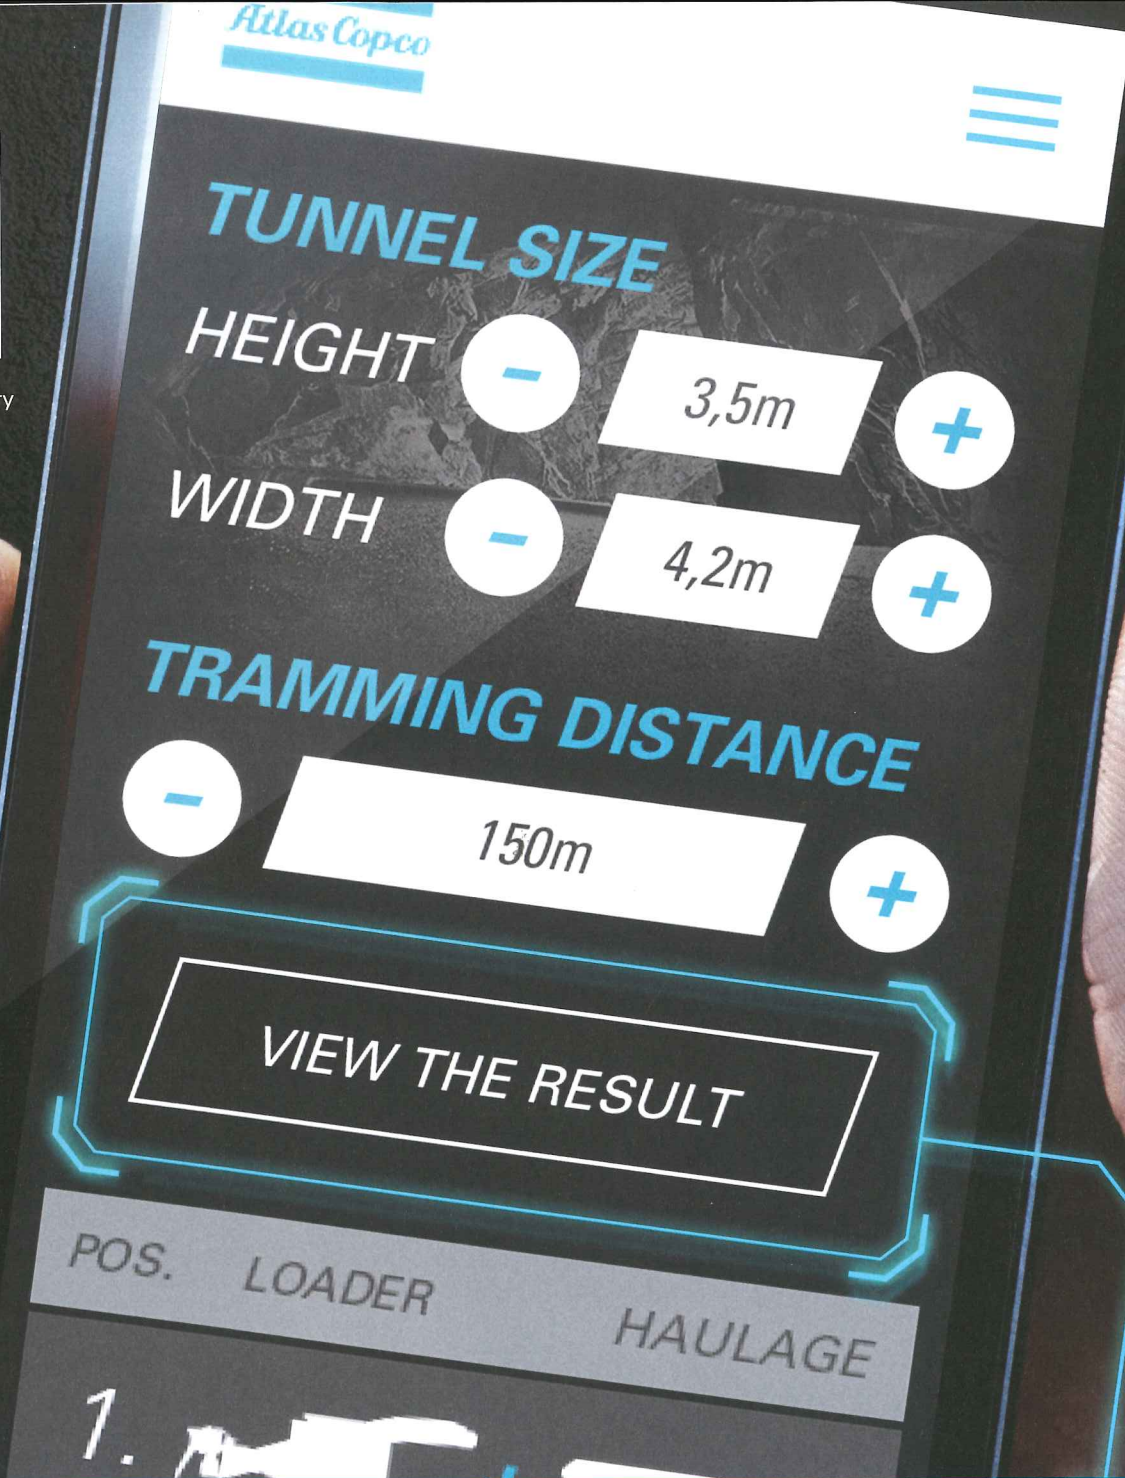 Atlas Copco
TUNNEL SIZE
HEIGHT - 3,5m +
WIDTH - 4,2m +
TRAMMING DISTANCE
- 150m +
VIEW THE RESULT
POS. LOADER HAULAGE
1.